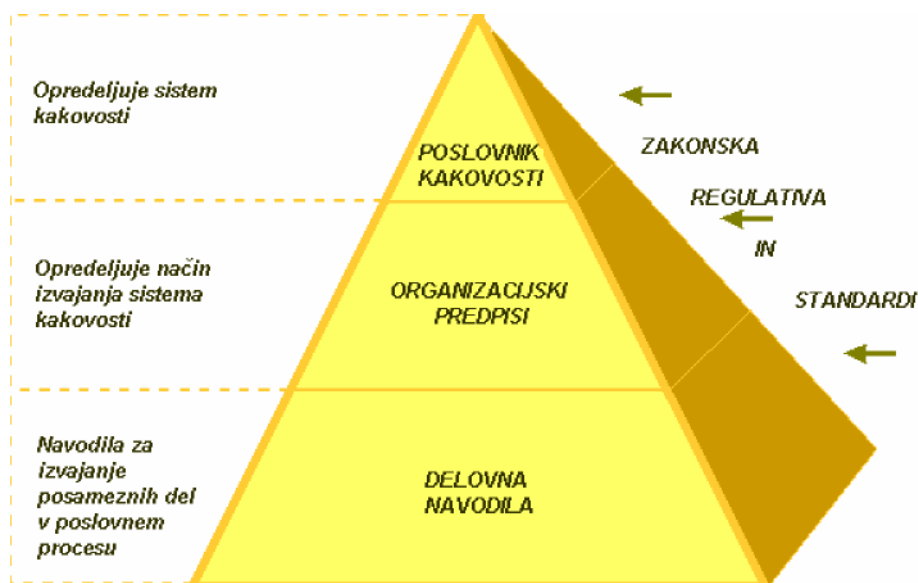 Opredeljuje sistem
kakovosti
POSLOVNIK
KAKOVOSTI
ZAKONSKA
REGULATIVA
IN
STANDARDI
Opredeljuje način
izvajanja sistema
kakovosti
ORGANIZACIJSKI
PREDPISI
Navodila za
izvajanje
posameznih del
v poslovnem
procesu
DELOVNA
NAVODILA